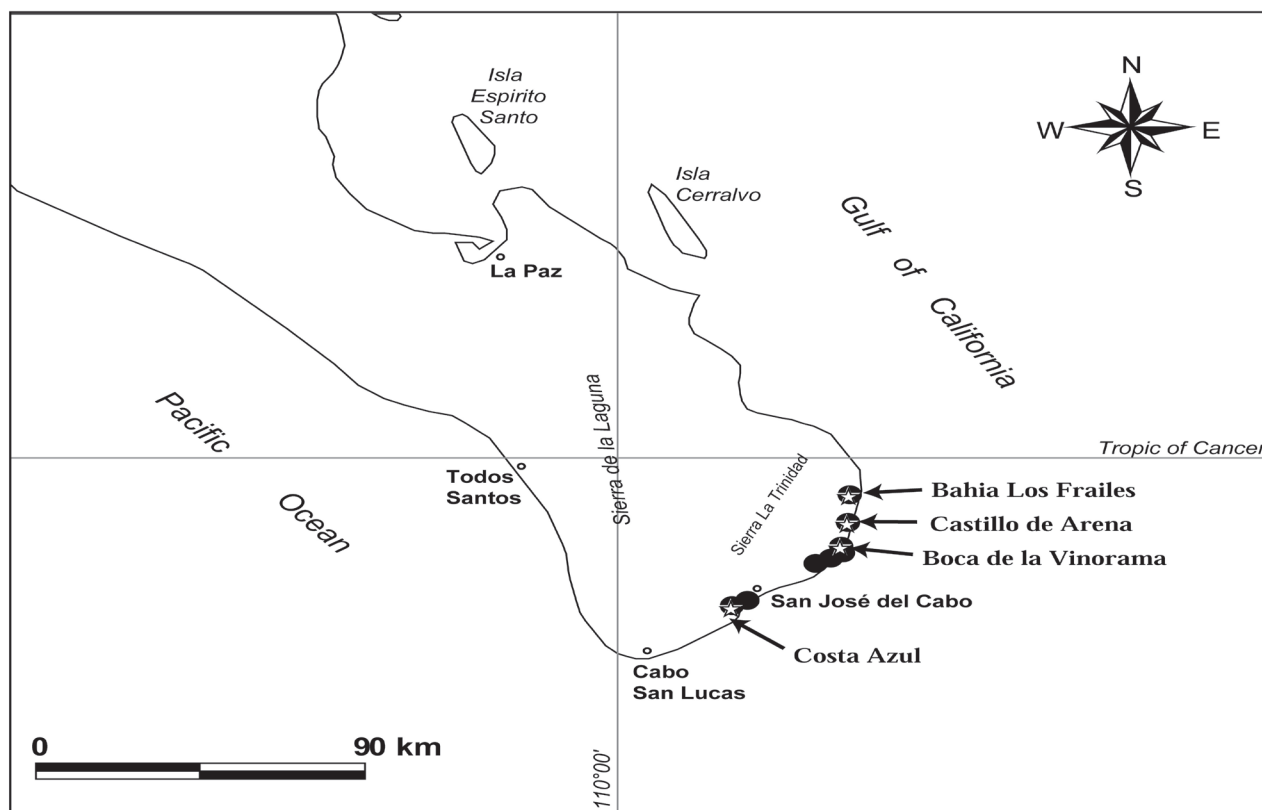 N
W
E
S
Isla
Espirito
Santo
Isla
Cerralvo
Gulf of California
La Paz
Pacific
Ocean
Sierra de la Laguna
Tropic of Cancer
Todos
Santos
Sierra La Trinidad
Bahia Los Frailes
Castillo de Arena
Boca de la Vinorama
San José del Cabo
Costa Azul
Cabo
San Lucas
0
90 km
110°00'